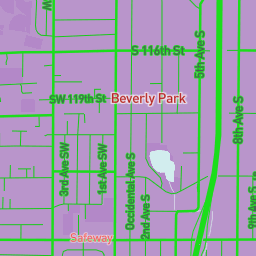 S 116th St
5th Ave S
SW 119th St
Beverly Park
8th Ave S
3rd Ave SW
1st Ave SW
Occidental Ave S
2nd Ave S
9th Ave S
Safeway